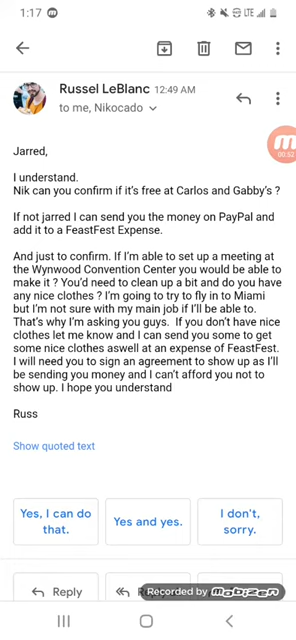 1:17
LTE
Russel LeBlanc 12:49 AM
to me, Nikocado
00:52
Jarred,
I understand.
Nik can you confirm if it's free at Carlos and Gabby's ?
If not jarred I can send you the money on PayPal and
add it to a FeastFest Expense.
And just to confirm. If I'm able to set up a meeting at
the Wynwood Convention Center you would be able to
make it ? You'd need to clean up a bit and do you have
any nice clothes ? I'm going to try to fly in to Miami
but I'm not sure with my main job if I'll be able to.
That's why I'm asking you guys.  If you don't have nice
clothes let me know and I can send you some to get
some nice clothes aswell at an expense of FeastFest.
I will need you to sign an agreement to show up as I'll
be sending you money and I can't afford you not to
show up. I hope you understand
Russ
Show quoted text
Yes, I can do
that.
Yes and yes.
I don't,
sorry.
Reply
Recorded by mobizen